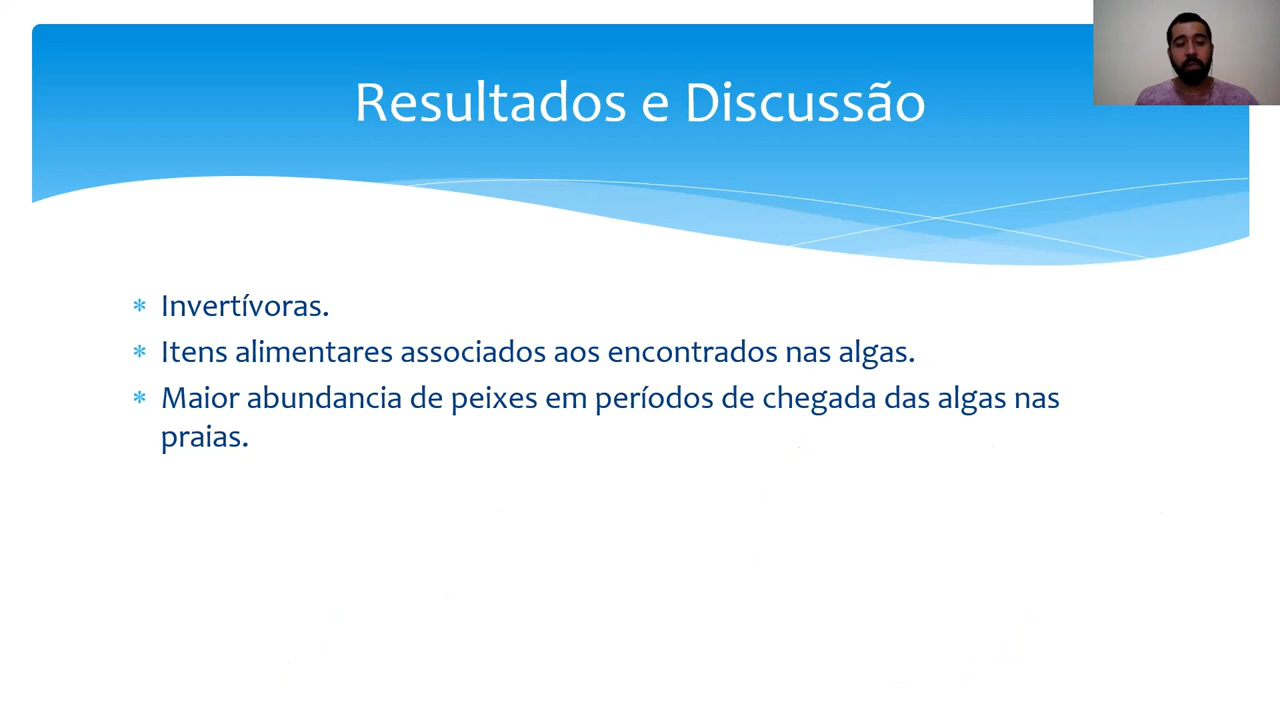 Resultados e Discussão
* Invertívoras.
* Itens alimentares associados aos encontrados nas algas.
* Maior abundancia de peixes em períodos de chegada das algas nas
praias.